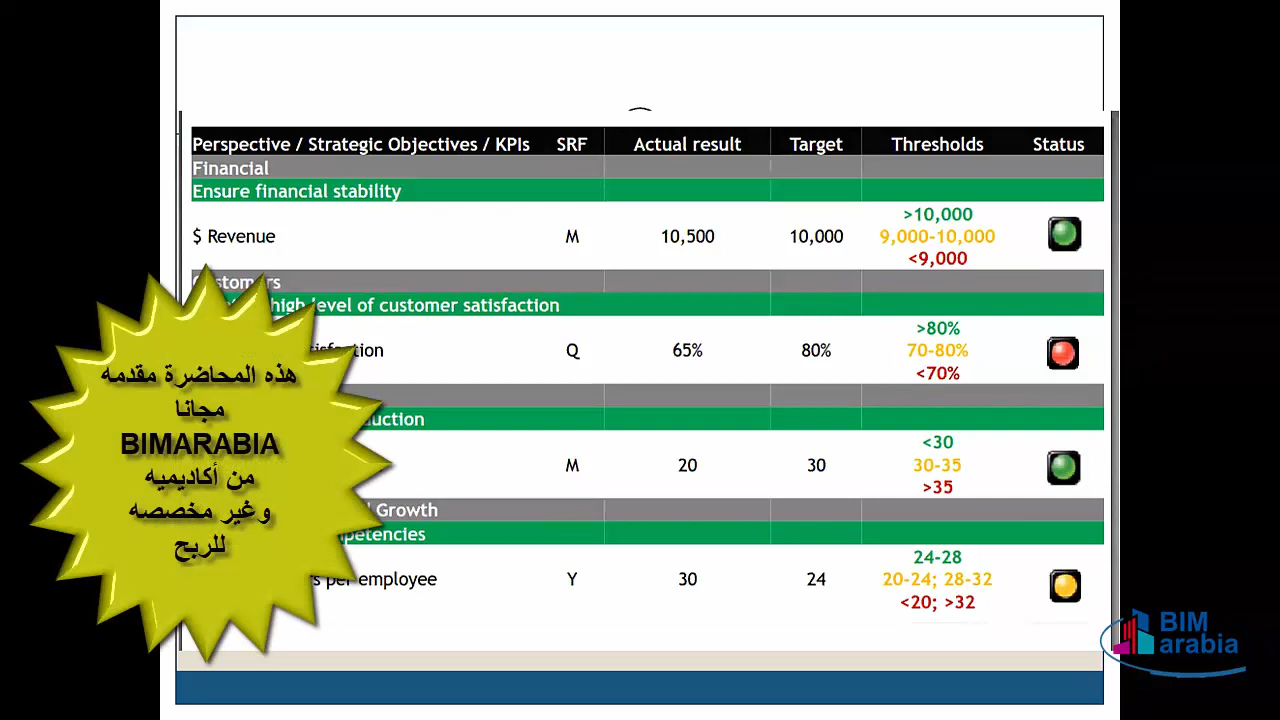 Perspective / Strategic Objectives / KPIs SRF Actual result Target Thresholds Status
Financial
Ensure financial stability
>10,000
$ Revenue M 10,500 10,000 9,000-10,000
<9,000
Customers
high level of customer satisfaction
>80%
Q 65% 80% 70-80%
<70%
<30
M 20 30 30-35
>35
Growth
24-28
per employee Y 30 24 20-24; 28-32
<20; >32
هذه المحاضرة مقدمه
مجانا
BIMARABIA
من أكاديميه
وغير مخصصه
للربح
BIM
arabia